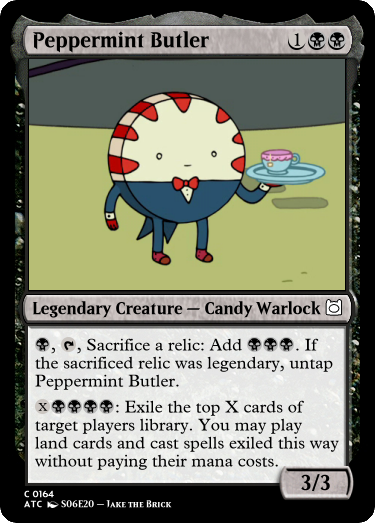 Peppermint Butler 1
Legendary Creature — Candy Warlock
, , Sacrifice a relic: Add . If
the sacrificed relic was legendary, untap
Peppermint Butler.
X: Exile the top X cards of
target players library. You may play
land cards and cast spells exiled this way
without paying their mana costs.
3/3
C 0164
ATC S06E20 — Jake the Brick